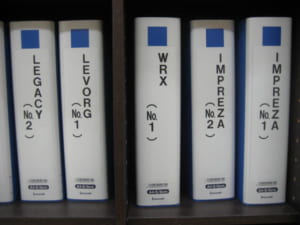 LEGACY
(No.2)
LEVORG
(No.1)
WRX
(No.1)
IMPREZA
(No.2)
IMPREZA
(No.1)